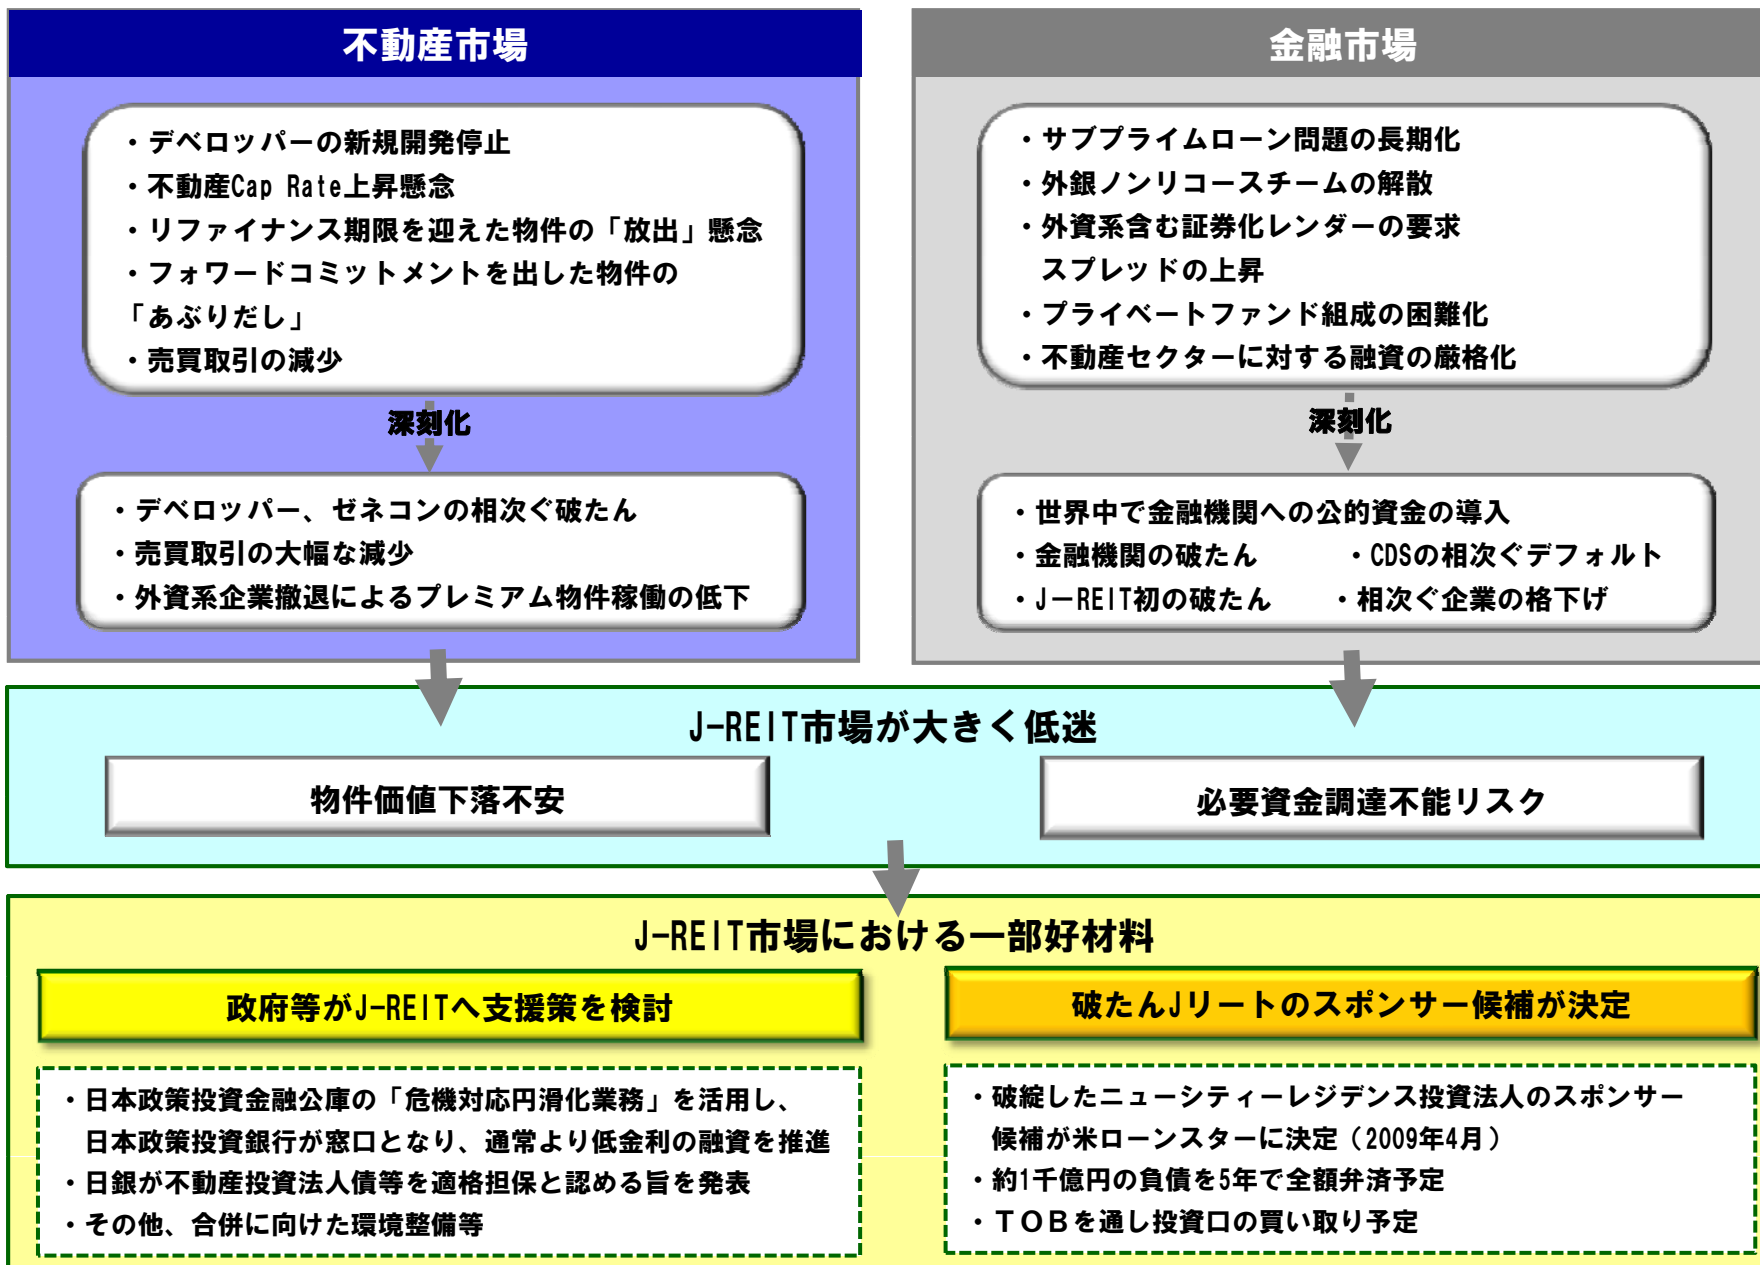 不動産市場
・デベロッパーの新規開発停止
・不動産Cap Rate上昇懸念
・リファイナンス期限を迎えた物件の「放出」懸念
・フォワードコミットメントを出した物件の
「あぶりだし」
・売買取引の減少
深刻化
・デベロッパー、ゼネコンの相次ぐ破たん
・売買取引の大幅な減少
・外資系企業撤退によるプレミアム物件稼働の低下
金融市場
・サブプライムローン問題の長期化
・外銀ノンリコースチームの解散
・外資系含む証券化レンダーの要求
スプレッドの上昇
・プライベートファンド組成の困難化
・不動産セクターに対する融資の厳格化
深刻化
・世界中で金融機関への公的資金の導入
・金融機関の破たん ・CDSの相次ぐデフォルト
・J－REIT初の破たん ・相次ぐ企業の格下げ
J-REIT市場が大きく低迷
物件価値下落不安
必要資金調達不能リスク
J-REIT市場における一部好材料
政府等がJ-REITへ支援策を検討
・日本政策投資金融公庫の「危機対応円滑化業務」を活用し、
日本政策投資銀行が窓口となり、通常より低金利の融資を推進
・日銀が不動産投資法人債等を適格担保と認める旨を発表
・その他、合併に向けた環境整備等
破たんJリートのスポンサー候補が決定
・破綻したニューシティーレジデンス投資法人のスポンサー
候補が米ローンスターに決定（2009年4月）
・約1千億円の負債を5年で全額弁済予定
・ＴＯＢを通し投資口の買い取り予定